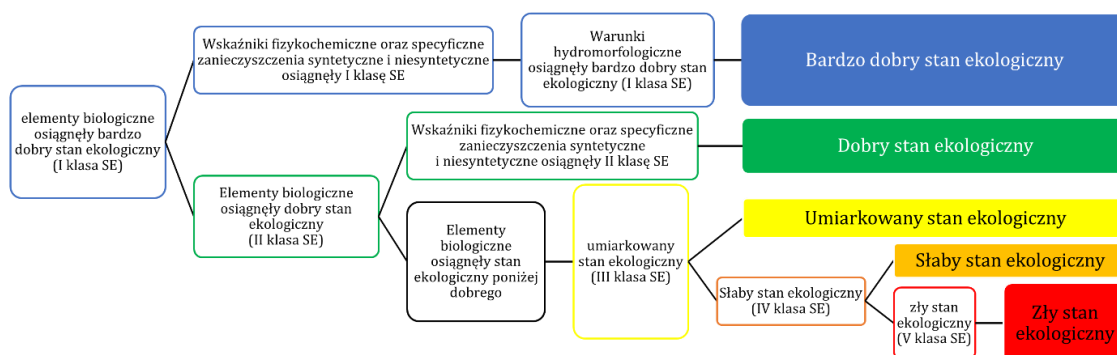 elementy biologiczne
osiągnęły bardzo
dobry stan ekologiczny
(I klasa SE)
Wskaźniki fizykochemiczne oraz specyficzne
zanieczyszczenia syntetyczne i niesyntetyczne
osiągnęły I klasę SE
Warunki
hydromorfologiczne
osiągnęły bardzo dobry stan
ekologiczny (I klasa SE)
Bardzo dobry stan ekologiczny
Elementy biologiczne
osiągnęły dobry stan
ekologiczny
(II klasa SE)
Wskaźniki fizykochemiczne oraz specyficzne
zanieczyszczenia syntetyczne
i niesyntetyczne osiągnęły II klasę SE
Dobry stan ekologiczny
Elementy
biologiczne
osiągnęły stan
ekologiczny poniżej
dobrego
umiarkowany
stan ekologiczny
(III klasa SE)
Umiarkowany stan ekologiczny
Słaby stan ekologiczny
(IV klasa SE)
Słaby stan ekologiczny
zły stan
ekologiczny
(V klasa SE)
Zły stan
ekologiczny